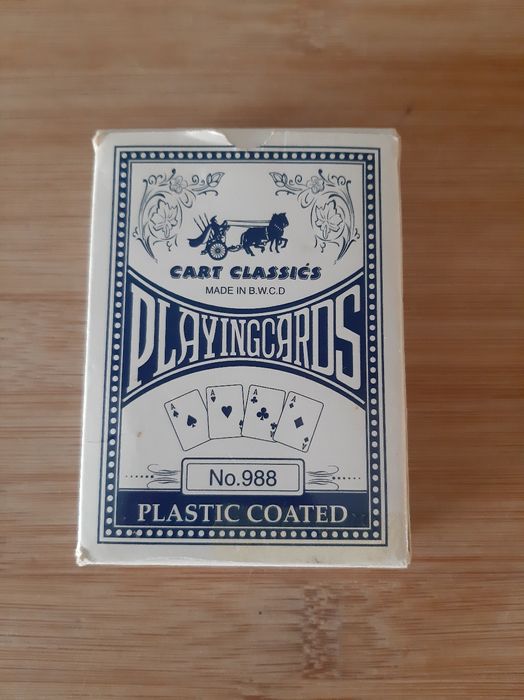 CART CLASSICS
MADE IN B.W.C.D
PLAYINGCARDS
A A A A
A
No.988
PLASTIC COATED